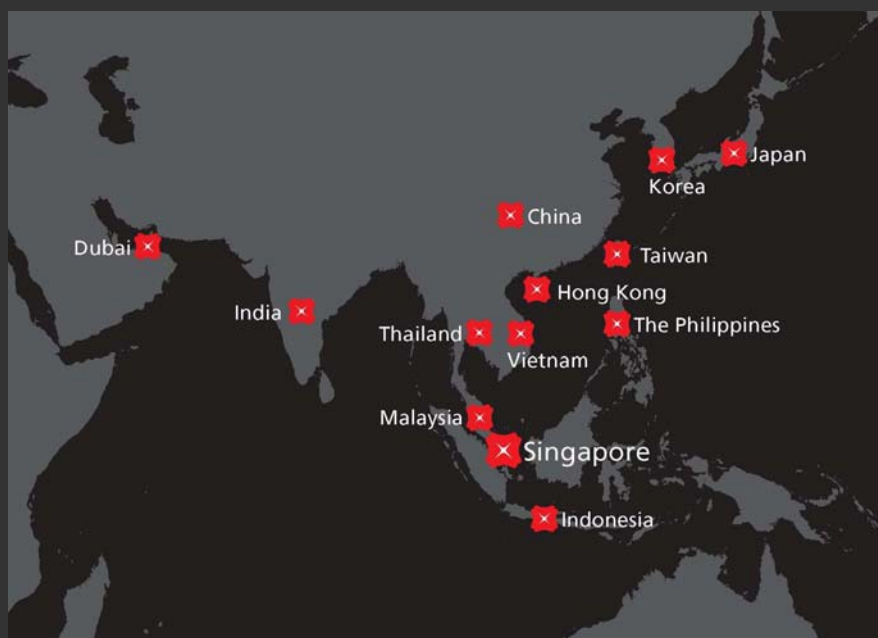 Japan
Korea
China
Dubai
Taiwan
Hong Kong
India
The Philippines
Thailand
Vietnam
Malaysia
Singapore
Indonesia